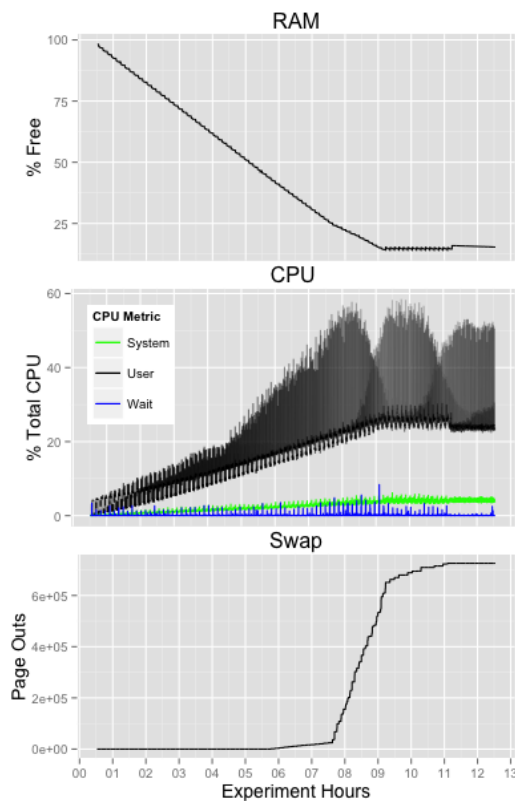 RAM
% Free
100
75
50
25
CPU
% Total CPU
60
40
20
0
CPU Metric
System
User
Wait
Swap
Page Outs
6e+05
4e+05
2e+05
0e+00
00 01 02 03 04 05 06 07 08 09 10 11 12 13
Experiment Hours